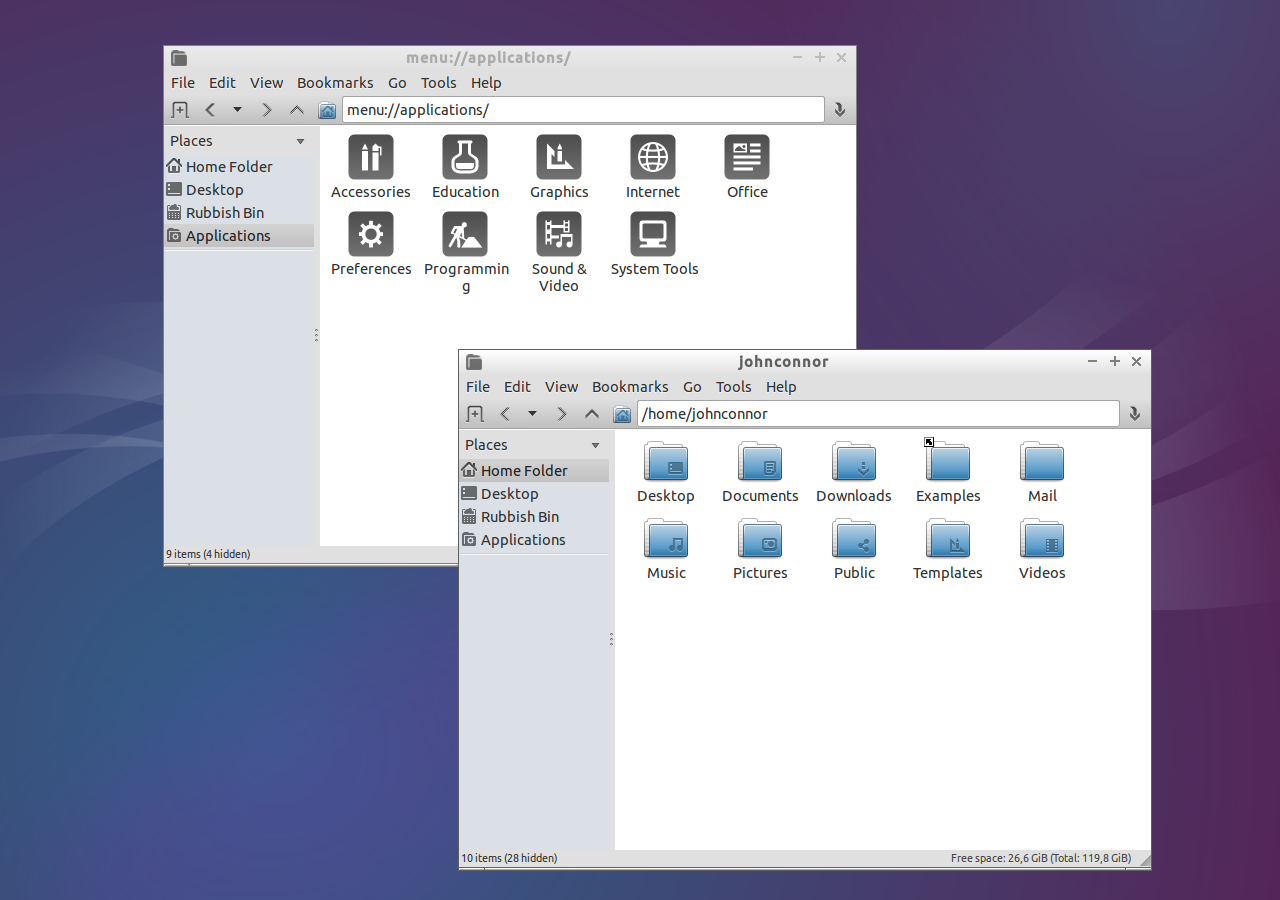 menu://applications/
File Edit View Bookmarks Go Tools Help
menu://applications/
Places
Home Folder
Desktop
Rubbish Bin
Applications
Accessories Education Graphics Internet Office
Preferences Programmin
g Sound &
Video System Tools
9 items (4 hidden)
johnconnor
File Edit View Bookmarks Go Tools Help
/home/johnconnor
Places
Home Folder
Desktop
Rubbish Bin
Applications
Desktop Documents Downloads Examples Mail
Music Pictures Public Templates Videos
10 items (28 hidden) Free space: 26,6 GiB (Total: 119,8 GiB)